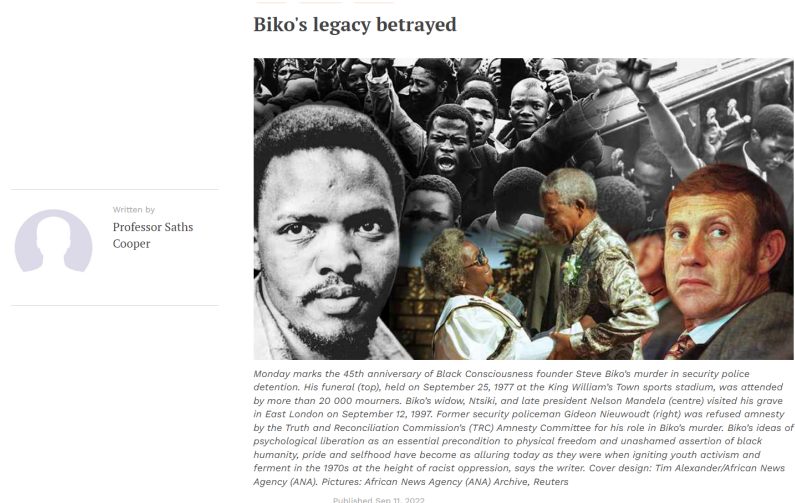 Biko's legacy betrayed
Written by
Professor Saths
Cooper
Monday marks the 45th anniversary of Black Consciousness founder Steve Biko's murder in security police
detention. His funeral (top), held on September 25, 1977 at the King William's Town sports stadium, was attended
by more than 20 000 mourners. Biko's widow, Ntsiki, and late president Nelson Mandela (centre) visited his grave
in East London on September 12, 1997. Former security policeman Gideon Nieuwoudt (right) was refused amnesty
by the Truth and Reconciliation Commission's (TRC) Amnesty Committee for his role in Biko's murder. Biko's ideas of
psychological liberation as an essential precondition to physical freedom and unashamed assertion of black
humanity, pride and selfhood have become as alluring today as they were when igniting youth activism and
ferment in the 1970s at the height of racist oppression, says the writer. Cover design: Tim Alexander/African News
Agency (ANA). Pictures: African News Agency (ANA) Archive, Reuters
Published Sep 11, 2022